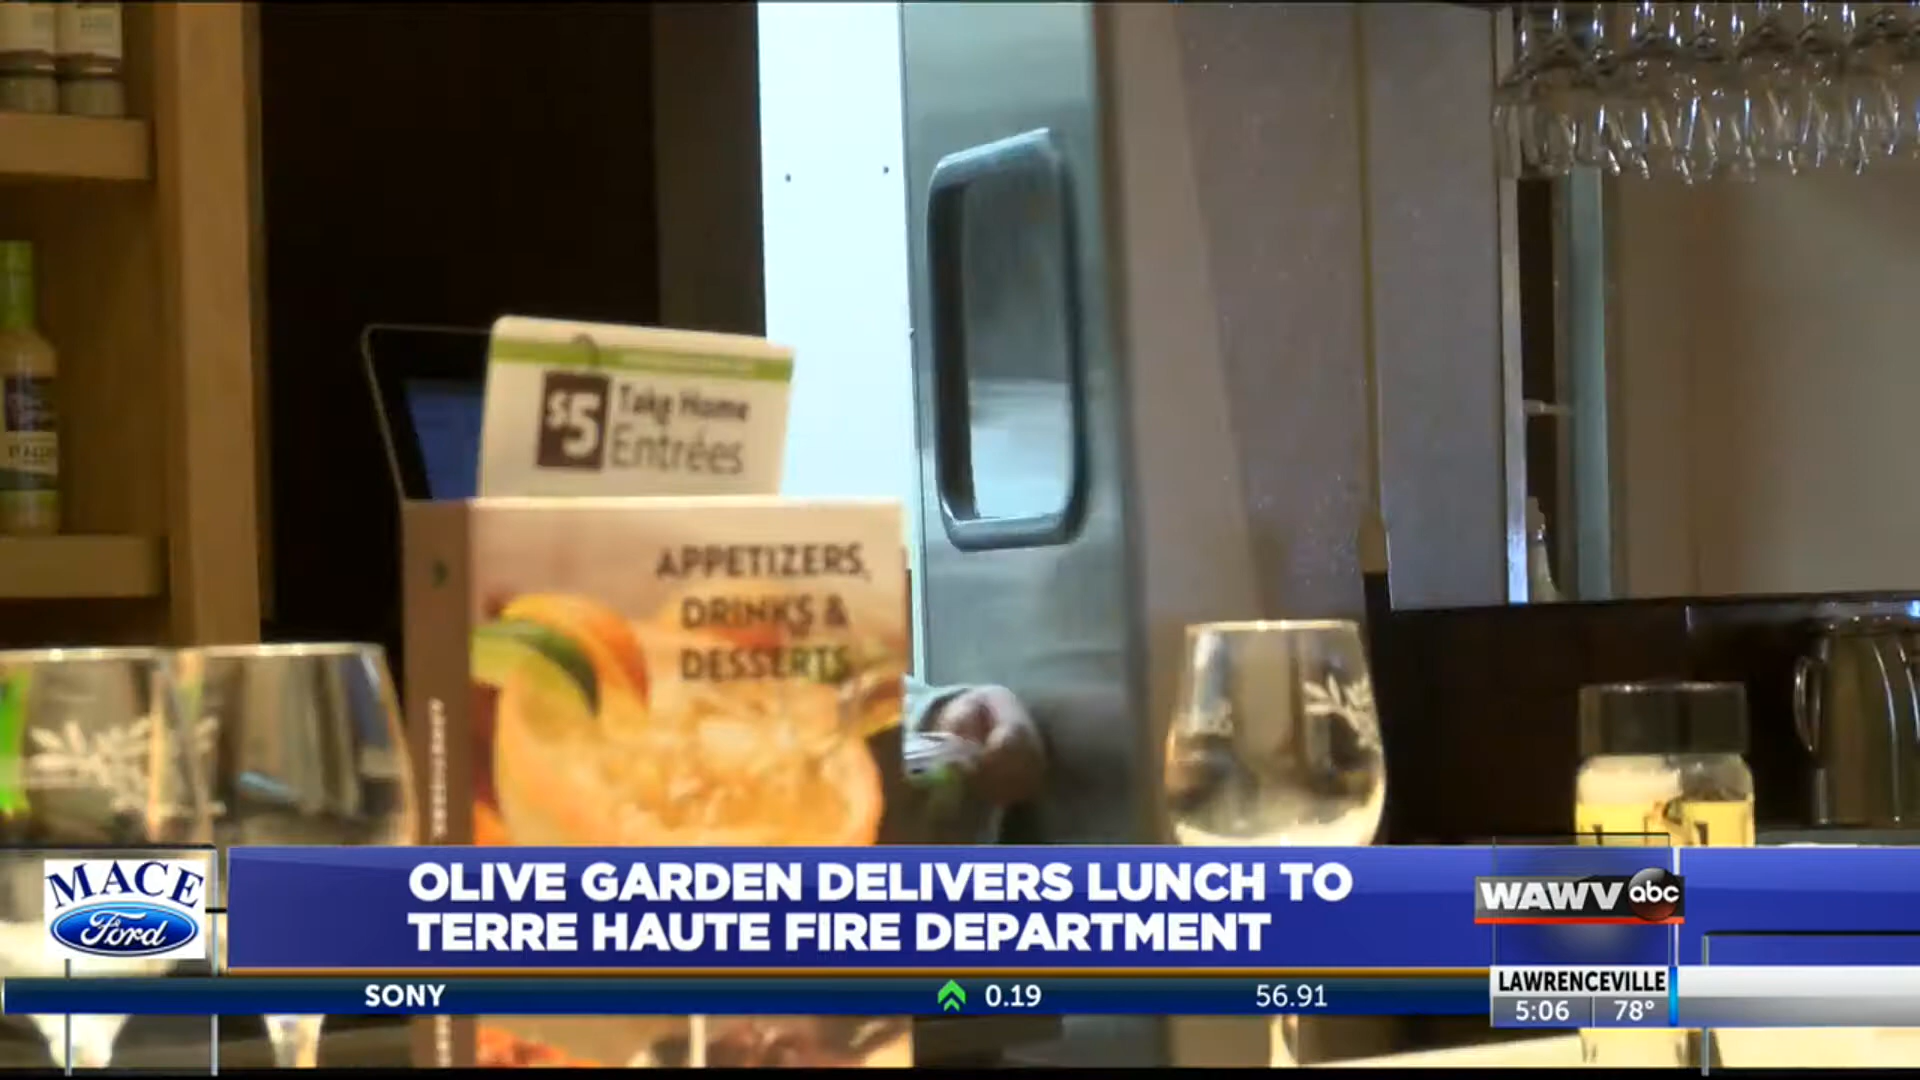 $5 Take Home
Entrées
APPETIZERS,
DRINKS &
DESSERTS
MACE
Ford
OLIVE GARDEN DELIVERS LUNCH TO
TERRE HAUTE FIRE DEPARTMENT
WAWV abc
SONY 0.19 56.91
LAWRENCEVILLE
5:06 78°